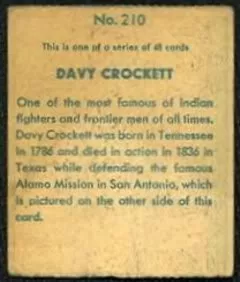 No. 210
This is one of a series of 48 cards
DAVY CROCKETT
One of the most famous of Indian
fighters and frontier men of all times.
Davy Crockett was born in Tennessee
in 1786 and died in action in 1836 in
Texas while defending the famous
Alamo Mission in San Antonio, which
is pictured on the other side of this
card.